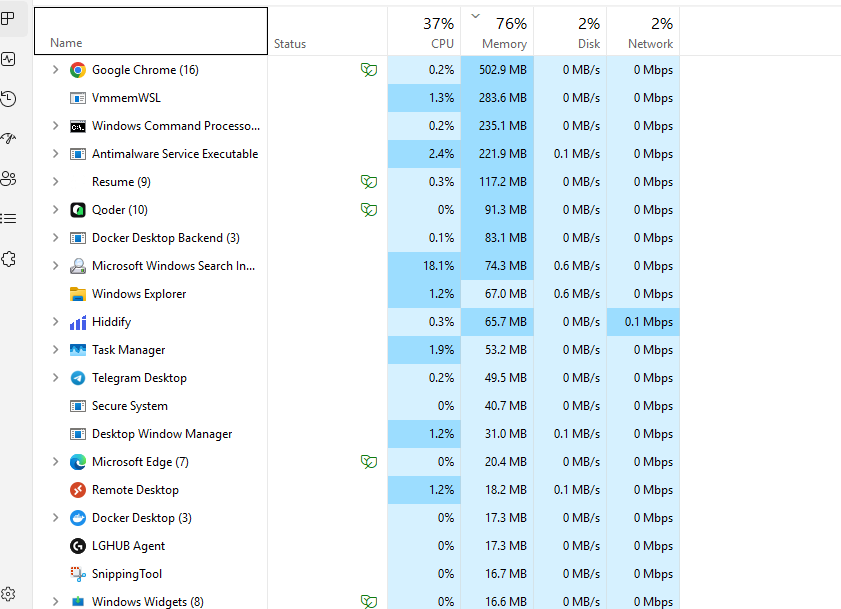 37% 76% 2% 2%
Name Status CPU Memory Disk Network
Google Chrome (16) 0.2% 502.9 MB 0 MB/s 0 Mbps
VmmemWSL 1.3% 283.6 MB 0 MB/s 0 Mbps
Windows Command Processo... 0.2% 235.1 MB 0 MB/s 0 Mbps
Antimalware Service Executable 2.4% 221.9 MB 0.1 MB/s 0 Mbps
Resume (9) 0.3% 117.2 MB 0 MB/s 0 Mbps
Qoder (10) 0% 91.3 MB 0 MB/s 0 Mbps
Docker Desktop Backend (3) 0.1% 83.1 MB 0 MB/s 0 Mbps
Microsoft Windows Search In... 18.1% 74.3 MB 0.6 MB/s 0 Mbps
Windows Explorer 1.2% 67.0 MB 0.6 MB/s 0 Mbps
Hiddify 0.3% 65.7 MB 0 MB/s 0.1 Mbps
Task Manager 1.9% 53.2 MB 0 MB/s 0 Mbps
Telegram Desktop 0.2% 49.5 MB 0 MB/s 0 Mbps
Secure System 0% 40.7 MB 0 MB/s 0 Mbps
Desktop Window Manager 1.2% 31.0 MB 0.1 MB/s 0 Mbps
Microsoft Edge (7) 0% 20.4 MB 0 MB/s 0 Mbps
Remote Desktop 1.2% 18.2 MB 0.1 MB/s 0 Mbps
Docker Desktop (3) 0% 17.3 MB 0 MB/s 0 Mbps
LGHUB Agent 0% 17.3 MB 0 MB/s 0 Mbps
SnippingTool 0% 16.7 MB 0 MB/s 0 Mbps
Windows Widgets (8) 0% 16.6 MB 0 MB/s 0 Mbps